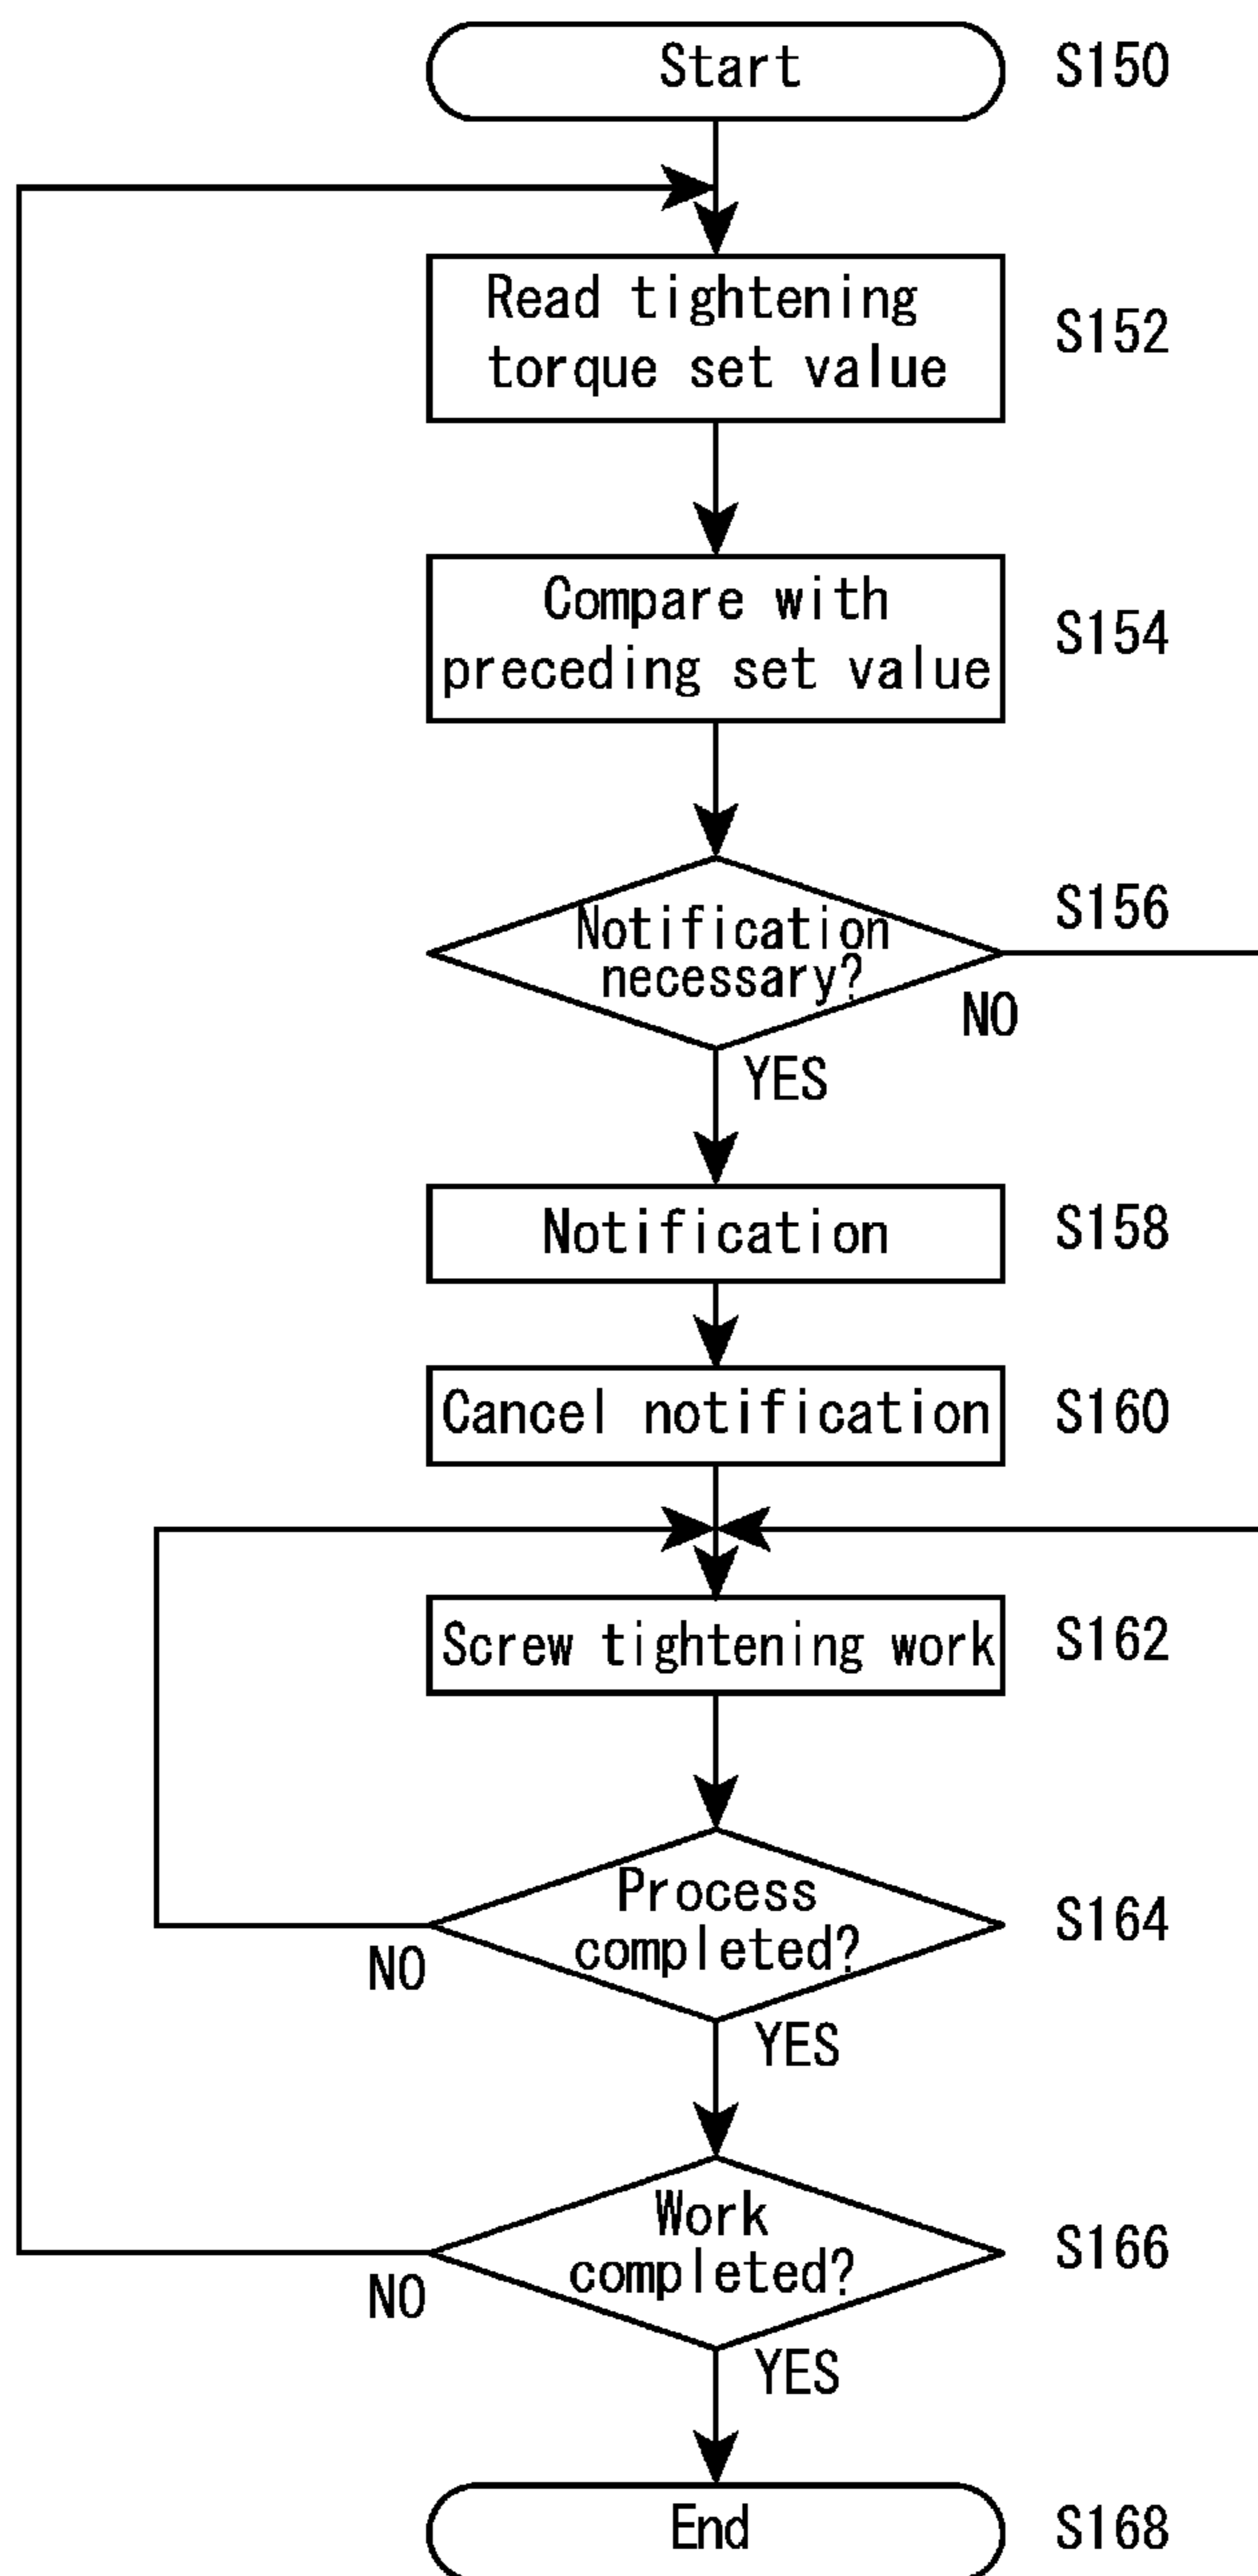 Start
S150
Read tightening
torque set value
S152
Compare with
preceding set value
S154
Notification
necessary?
S156
NO
YES
Notification
S158
Cancel notification
S160
Screw tightening work
S162
Process
completed?
S164
NO
YES
Work
completed?
S166
NO
YES
End
S168